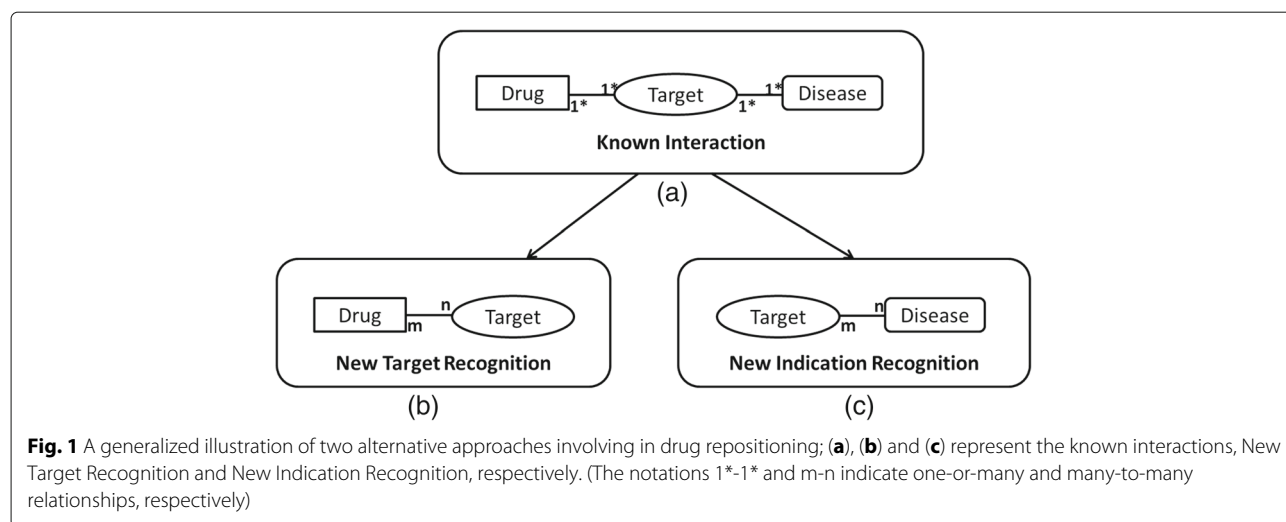 Drug 1* 1* Target 1* 1* Disease
Known Interaction
(a)
Drug m n Target
New Target Recognition
(b)
Target m n Disease
New Indication Recognition
(c)
Fig. 1 A generalized illustration of two alternative approaches involving in drug repositioning; (a), (b) and (c) represent the known interactions, New
Target Recognition and New Indication Recognition, respectively. (The notations 1*-1* and m-n indicate one-or-many and many-to-many
relationships, respectively)